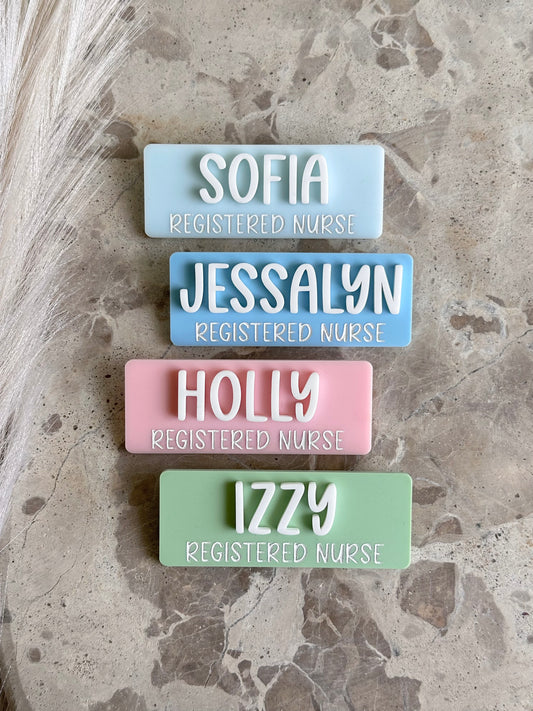 SOFIA
REGISTERED NURSE
JESSALYN
REGISTERED NURSE
HOLLY
REGISTERED NURSE
IZZY
REGISTERED NURSE